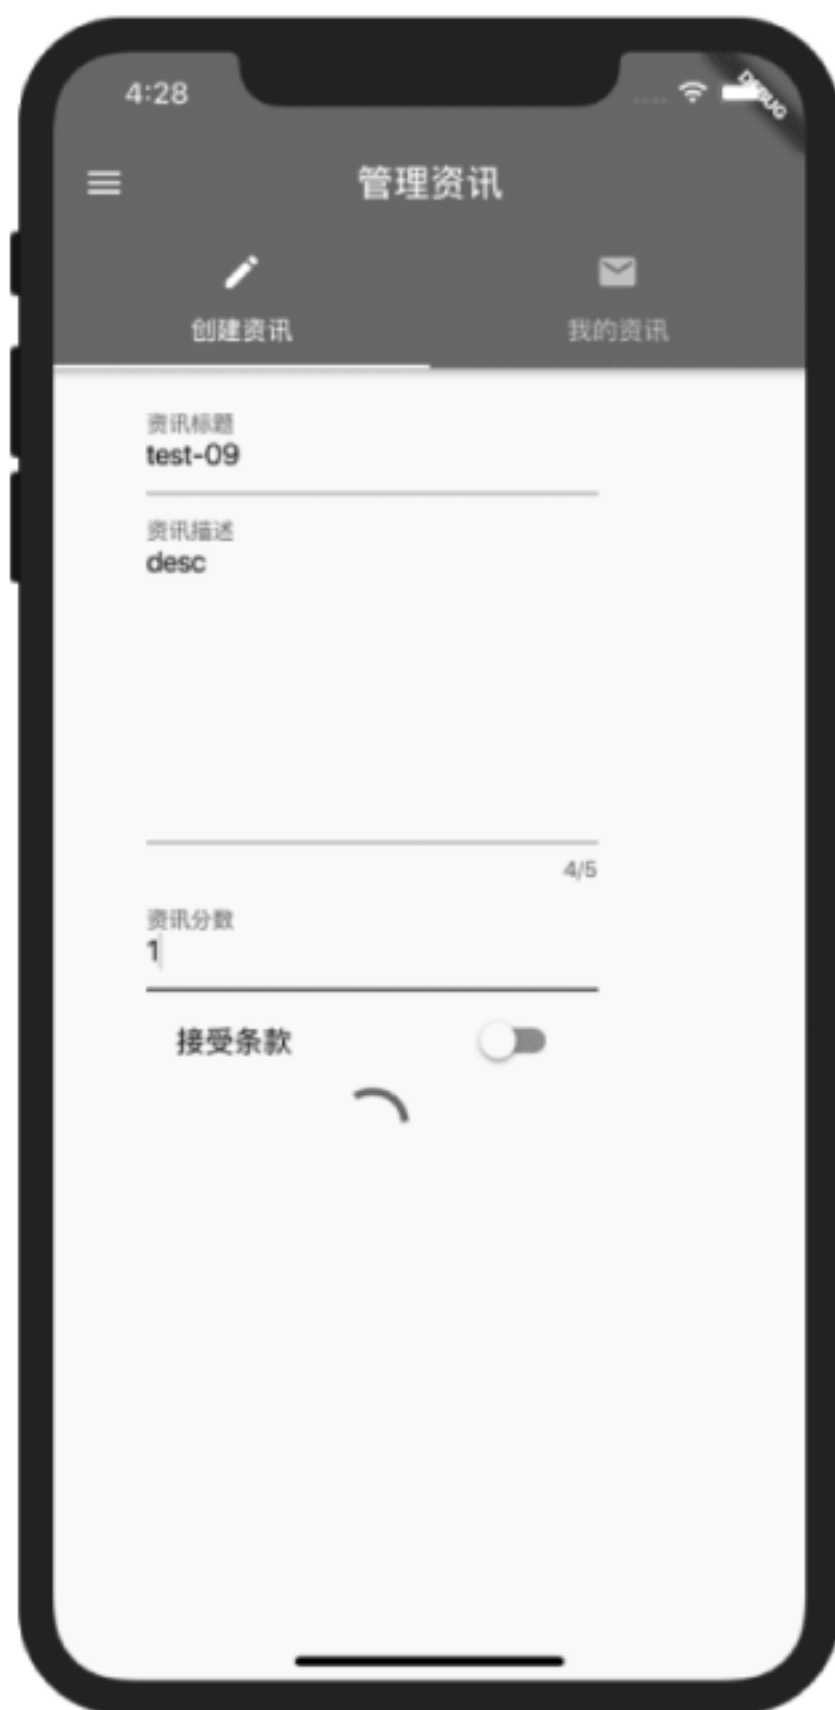 4:28
DEBUG
管理资讯
创建资讯
我的资讯
资讯标题
test-09
资讯描述
desc
4/5
资讯分数
1
接受条款